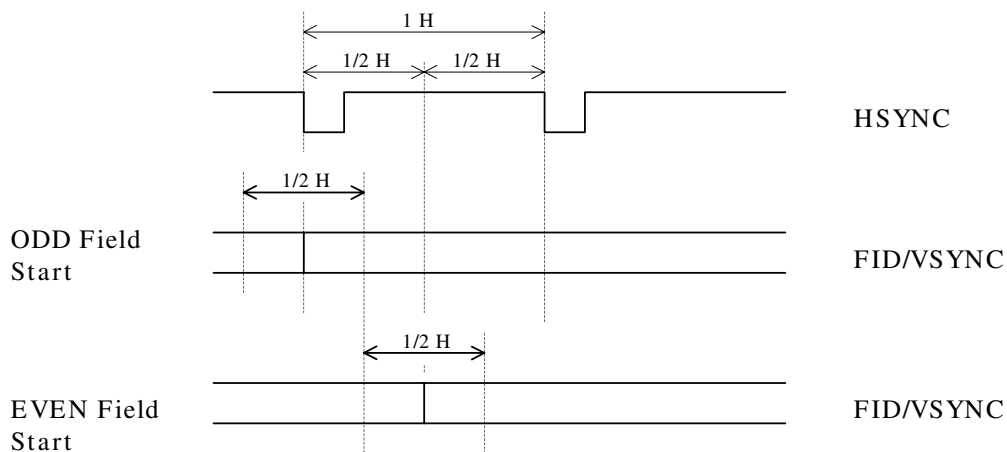 1 H
1/2 H 1/2 H
HSYNC
1/2 H
ODD Field
Start
FID/VSYNC
1/2 H
EVEN Field
Start
FID/VSYNC